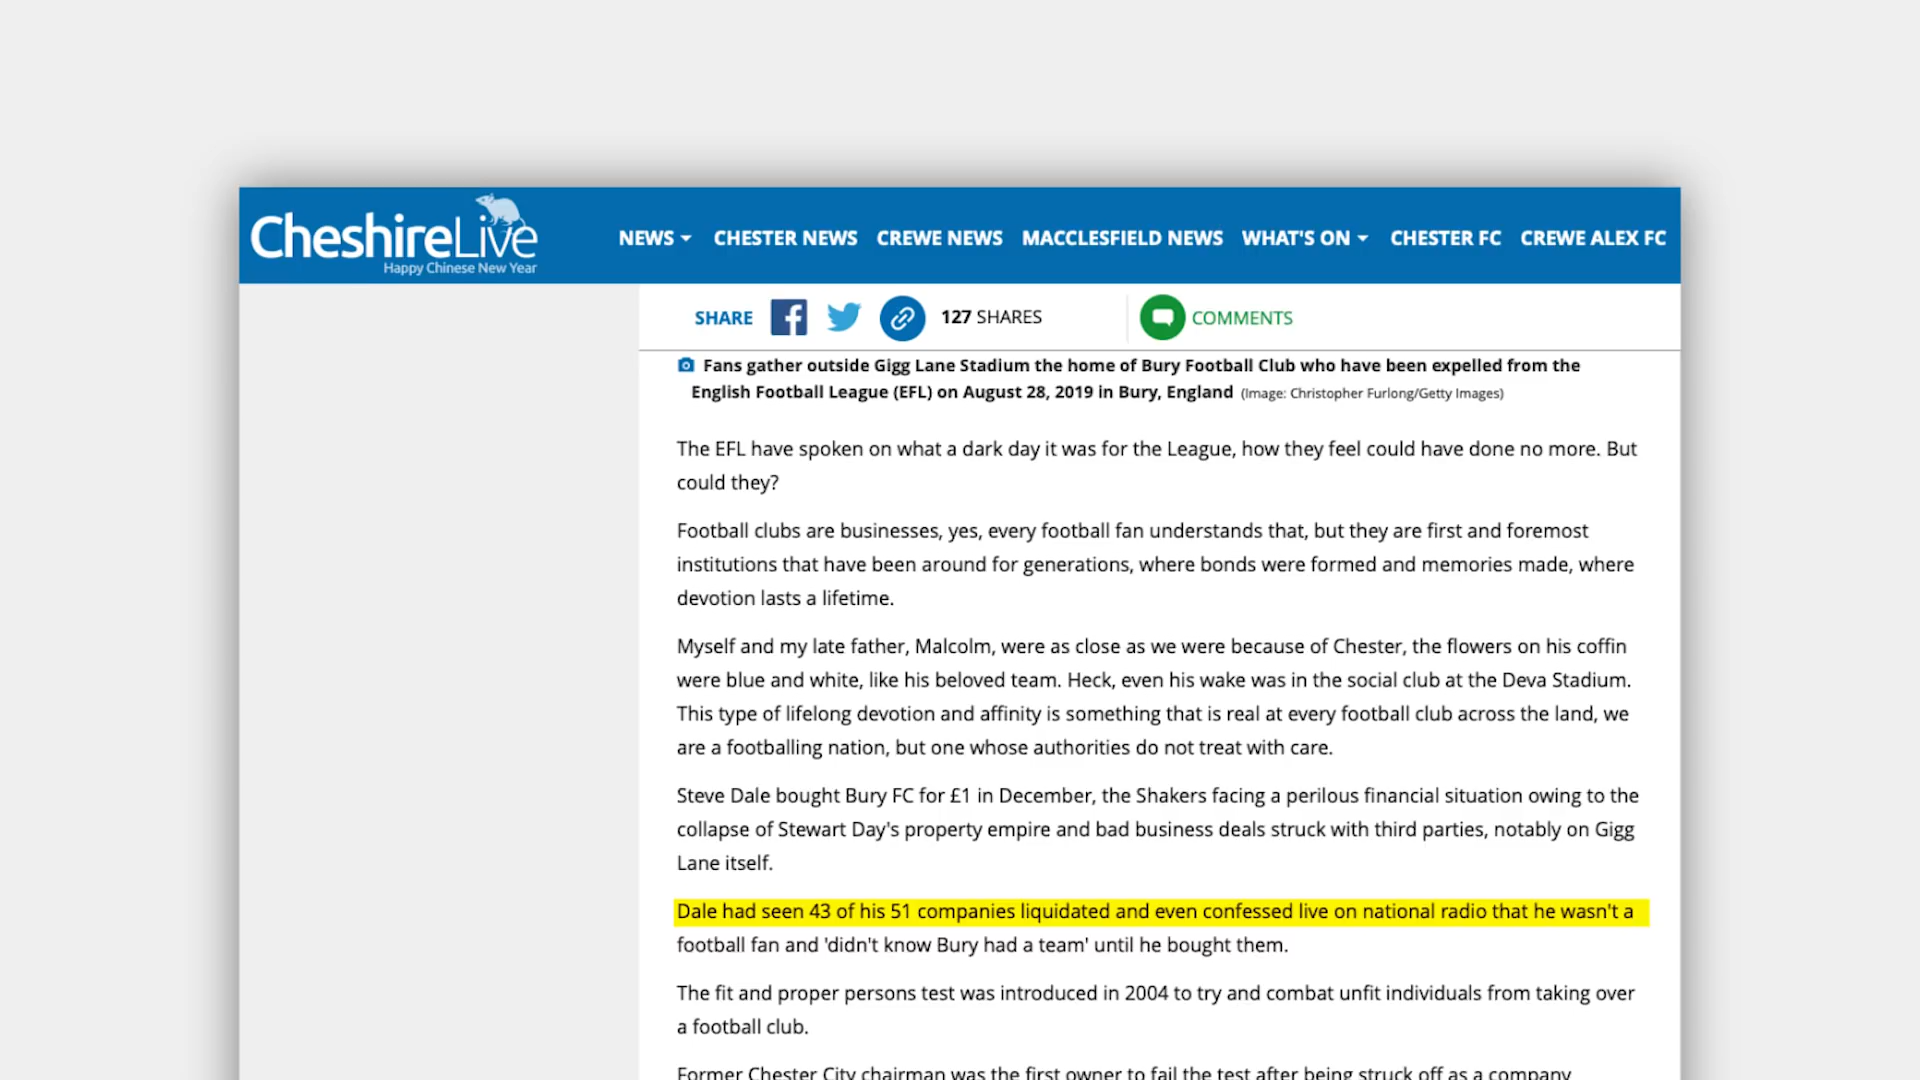 CheshireLive
Happy Chinese New Year
NEWS CHESTER NEWS CREWE NEWS MACCLESFIELD NEWS WHAT'S ON CHESTER FC CREWE ALEX FC
SHARE 127 SHARES COMMENTS
Fans gather outside Gigg Lane Stadium the home of Bury Football Club who have been expelled from the
English Football League (EFL) on August 28, 2019 in Bury, England (Image: Christopher Furlong/Getty Images)
The EFL have spoken on what a dark day it was for the League, how they feel could have done no more. But
could they?
Football clubs are businesses, yes, every football fan understands that, but they are first and foremost
institutions that have been around for generations, where bonds were formed and memories made, where
devotion lasts a lifetime.
Myself and my late father, Malcolm, were as close as we were because of Chester, the flowers on his coffin
were blue and white, like his beloved team. Heck, even his wake was in the social club at the Deva Stadium.
This type of lifelong devotion and affinity is something that is real at every football club across the land, we
are a footballing nation, but one whose authorities do not treat with care.
Steve Dale bought Bury FC for £1 in December, the Shakers facing a perilous financial situation owing to the
collapse of Stewart Day's property empire and bad business deals struck with third parties, notably on Gigg
Lane itself.
Dale had seen 43 of his 51 companies liquidated and even confessed live on national radio that he wasn't a
football fan and 'didn't know Bury had a team' until he bought them.
The fit and proper persons test was introduced in 2004 to try and combat unfit individuals from taking over
a football club.
Former Chester City chairman was the first owner to fail the test after being struck off as a company